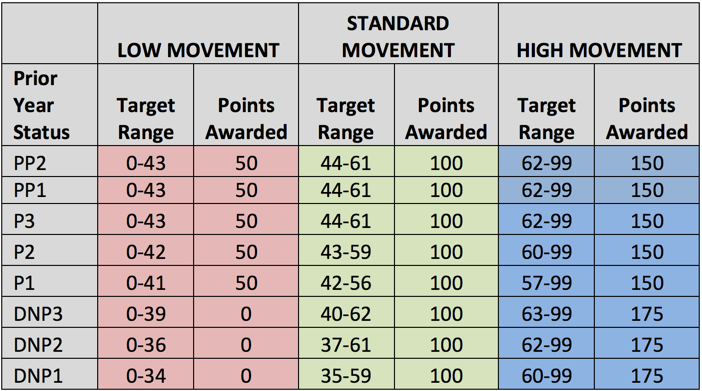 LOW MOVEMENT STANDARD MOVEMENT HIGH MOVEMENT
Prior Year Status Target Range Points Awarded Target Range Points Awarded Target Range Points Awarded
PP2 0-43 50 44-61 100 62-99 150
PP1 0-43 50 44-61 100 62-99 150
P3 0-43 50 44-61 100 62-99 150
P2 0-42 50 43-59 100 60-99 150
P1 0-41 50 42-56 100 57-99 150
DNP3 0-39 0 40-62 100 63-99 175
DNP2 0-36 0 37-61 100 62-99 175
DNP1 0-34 0 35-59 100 60-99 175